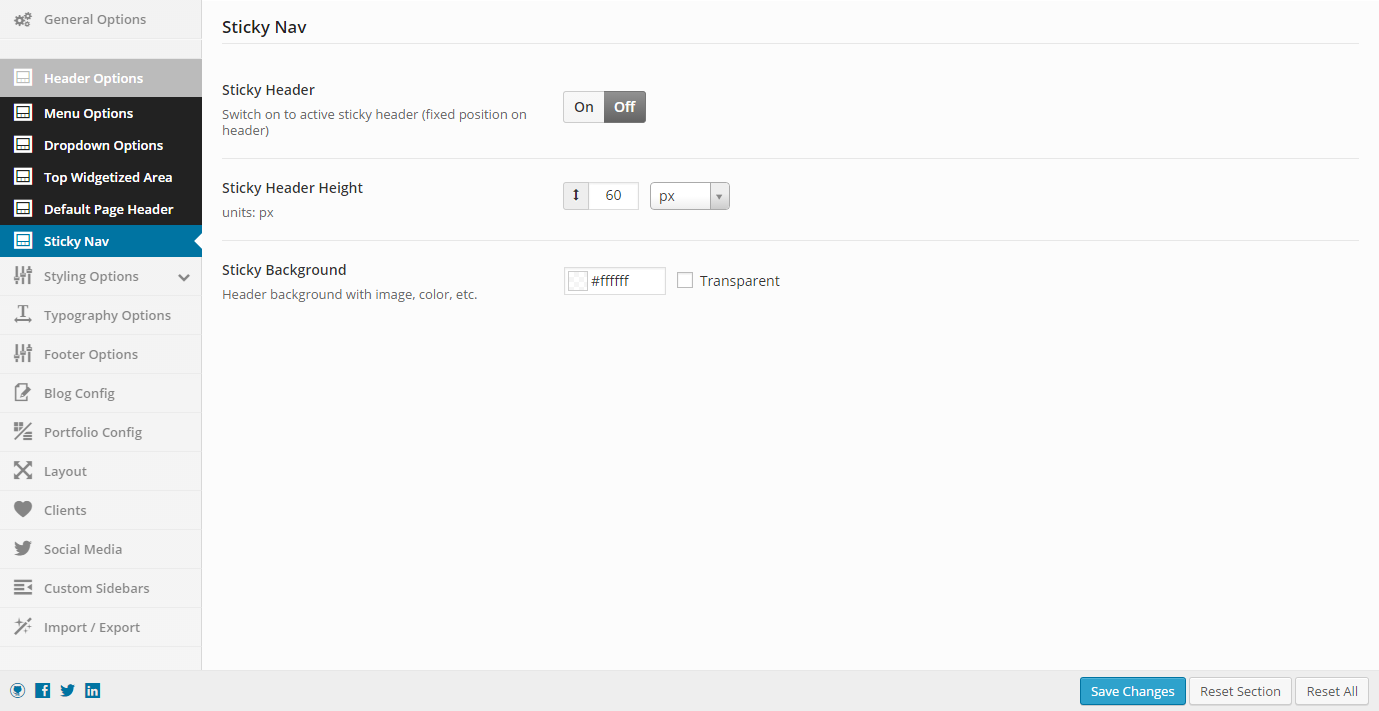 General Options
Header Options
Menu Options
Dropdown Options
Top Widgetized Area
Default Page Header
Sticky Nav
Styling Options
Typography Options
Footer Options
Blog Config
Portfolio Config
Layout
Clients
Social Media
Custom Sidebars
Import / Export
Sticky Nav
Sticky Header
Switch on to active sticky header (fixed position on
header)
On Off
Sticky Header Height
units: px
60 px
Sticky Background
Header background with image, color, etc.
#ffffff Transparent
Save Changes Reset Section Reset All